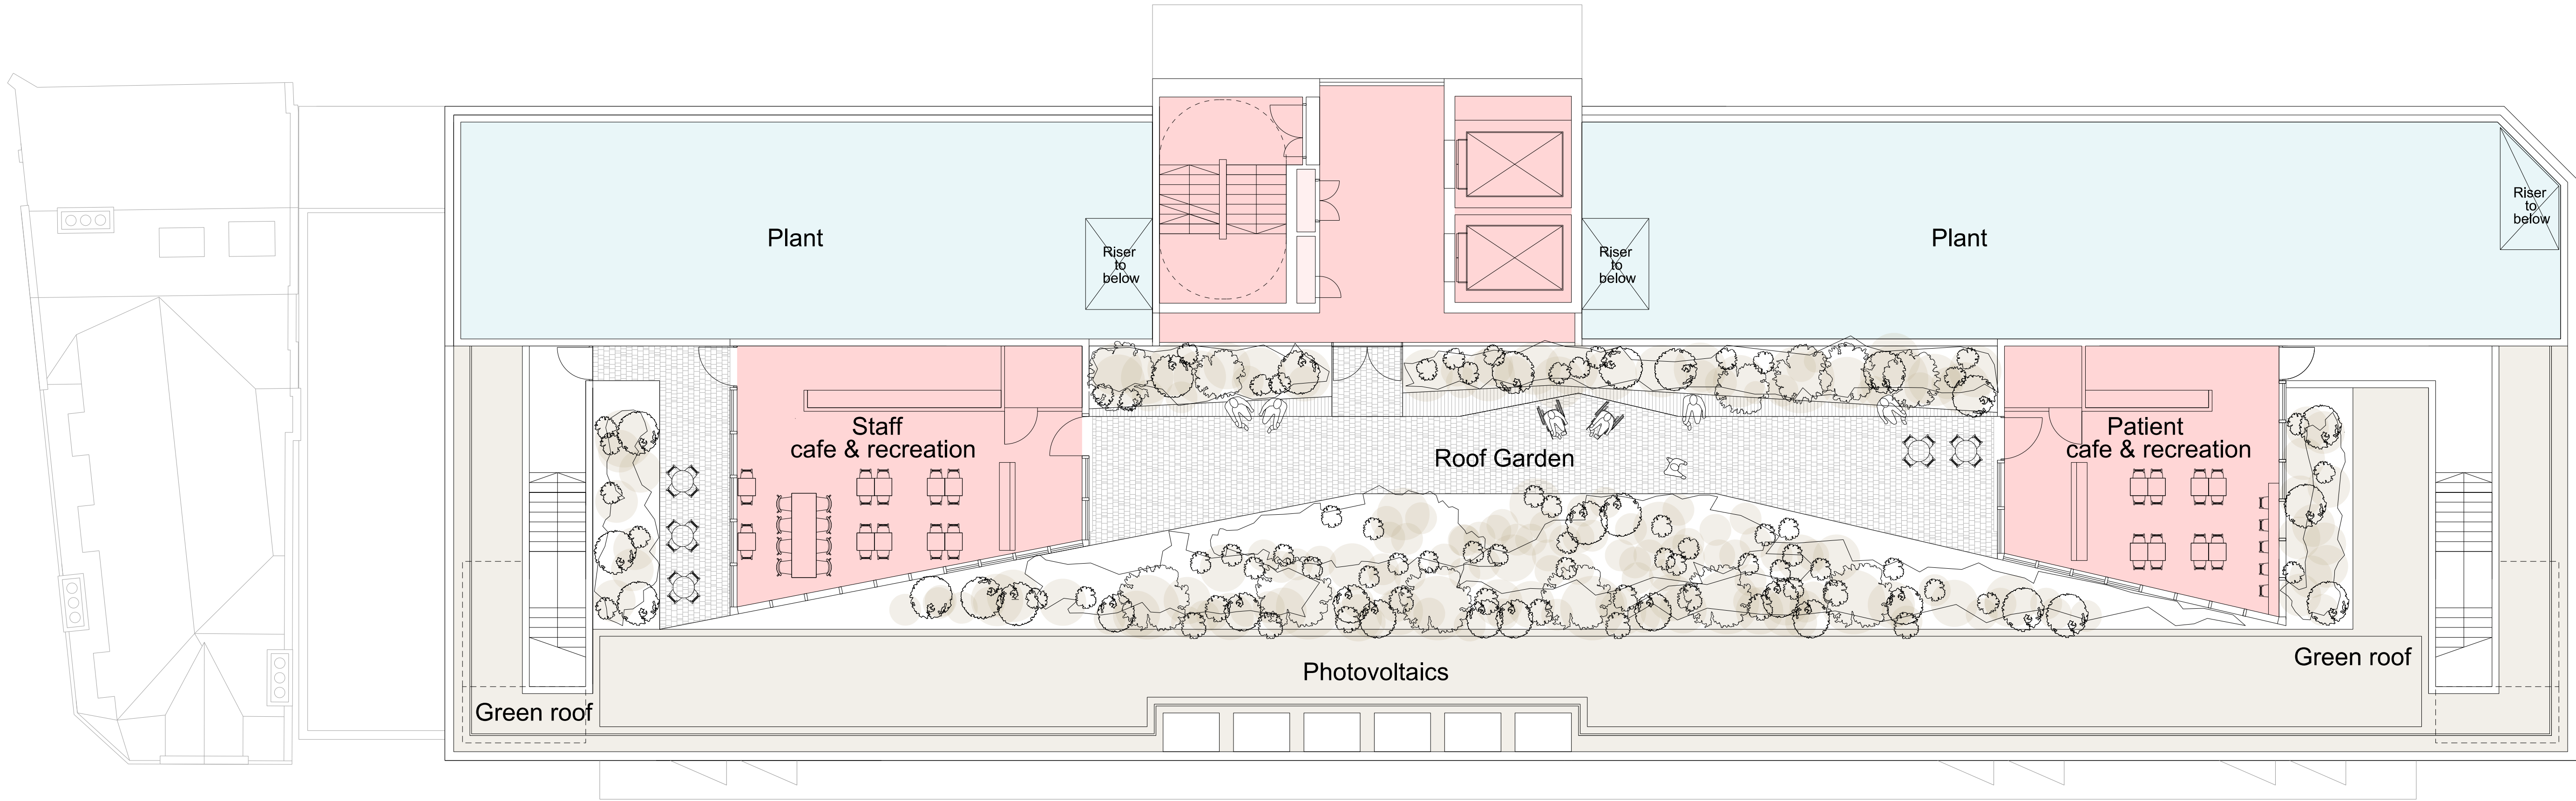 Plant
Riser
to
below
Riser
to
below
Plant
Riser
to
below
Staff
cafe & recreation
Roof Garden
Patient
cafe & recreation
Photovoltaics
Green roof
Green roof